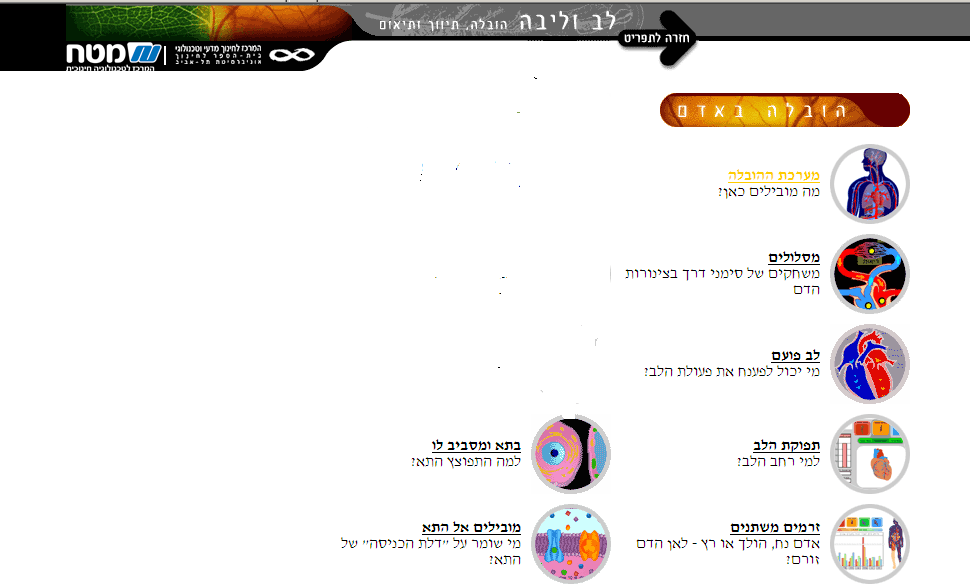 לב וליבה הובלה, תיווך ותיאום
חזרה לתפריט
המרכז לחינוך מדעי וטכנולוגי
בית-הספר לחינוך
אוניברסיטת תל-אביב
מטח
המרכז לטכנולוגיה חינוכית
הובלה באדם
מערכת ההובלה
מה מובילים כאן?
מסלולים
משחקים של סימני דרך בצינורות
הדם
לב פועם
מי יכול לפענח את פעולת הלב?
תפוקת הלב
למי רחב הלב?
בתא ומסביב לו
למה התפוצץ התא?
זרמים משתנים
אדם נח, הולך או רץ - לאן הדם
זורם?
מובילים אל התא
מי שומר על "דלת הכניסה" של
התא?